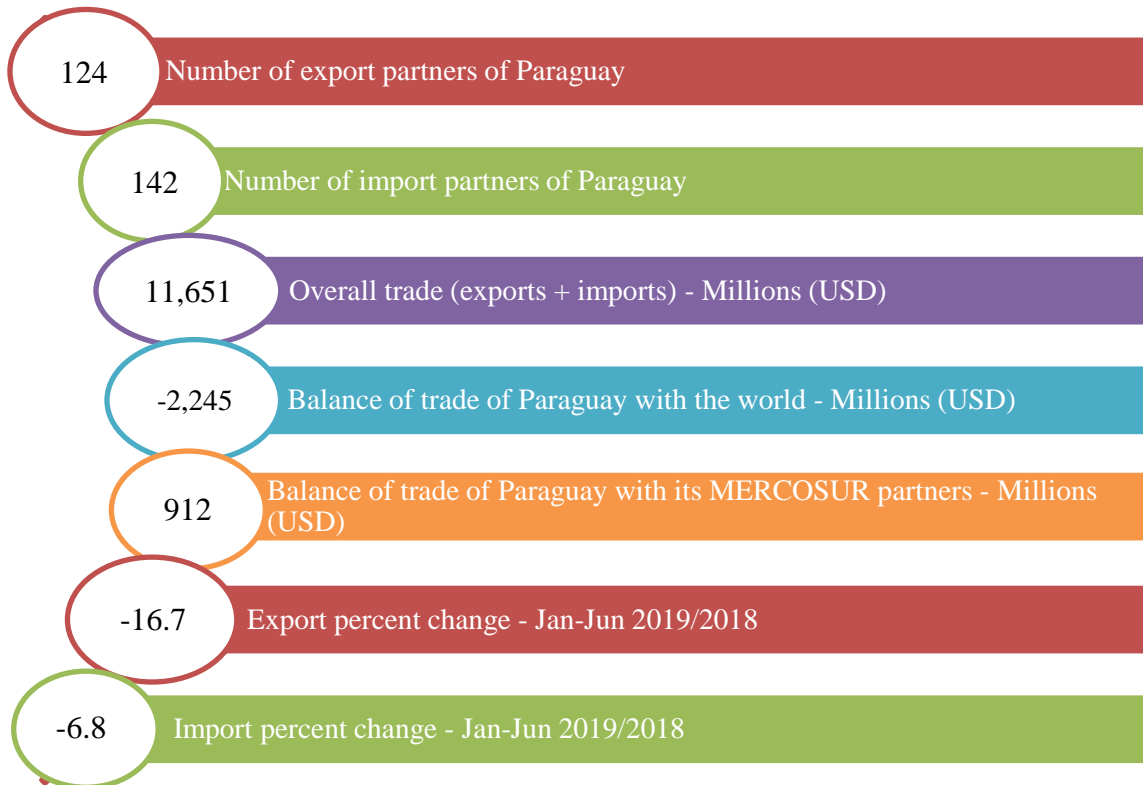 124 Number of export partners of Paraguay
142 Number of import partners of Paraguay
11,651 Overall trade (exports + imports) - Millions (USD)
-2,245 Balance of trade of Paraguay with the world - Millions (USD)
912 Balance of trade of Paraguay with its MERCOSUR partners - Millions
(USD)
-16.7 Export percent change - Jan-Jun 2019/2018
-6.8 Import percent change - Jan-Jun 2019/2018